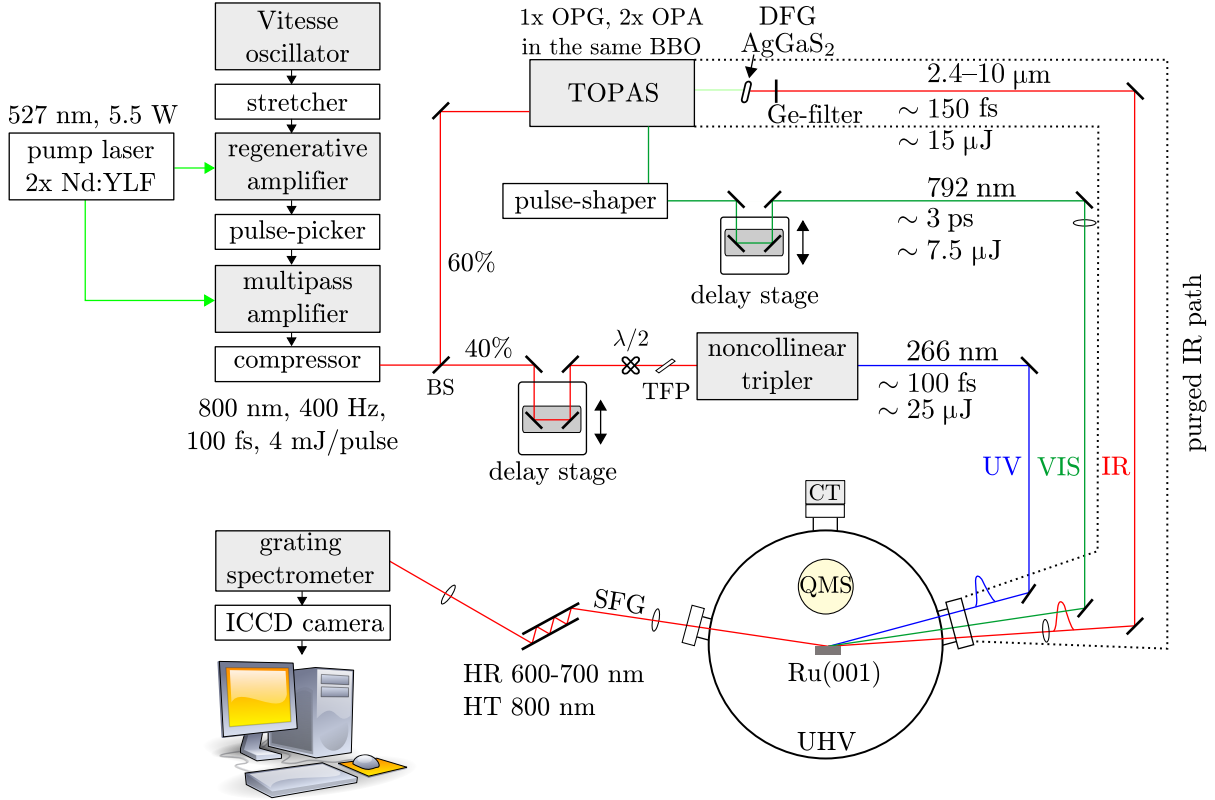 Vitesse
oscillator
stretcher
527 nm, 5.5 W
pump laser
2x Nd:YLF
regenerative
amplifier
pulse-picker
multipass
amplifier
compressor
800 nm, 400 Hz,
100 fs, 4 mJ/pulse
BS
60%
40%
1x OPG, 2x OPA
in the same BBO
TOPAS
DFG
AgGaS₂
Ge-filter
2.4–10 μm
∼ 150 fs
∼ 15 μJ
pulse-shaper
delay stage
792 nm
∼ 3 ps
∼ 7.5 μJ
delay stage
λ/2
TFP
noncollinear
tripler
266 nm
∼ 100 fs
∼ 25 μJ
purged IR path
UV
VIS
IR
CT
QMS
Ru(001)
UHV
SFG
HR 600-700 nm
HT 800 nm
grating
spectrometer
ICCD camera